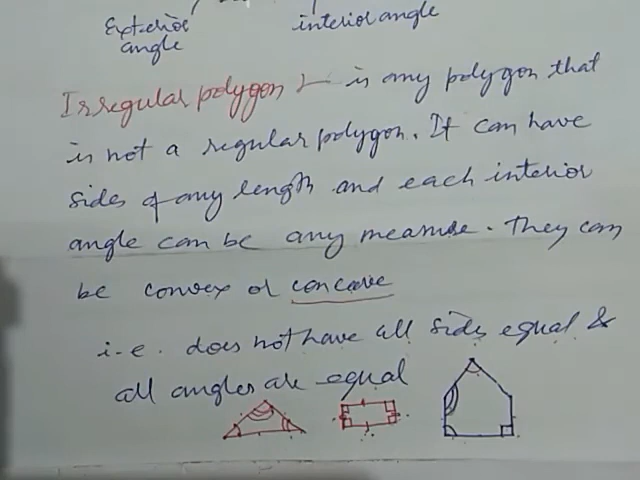 Exterior
angle
interior angle
Irregular polygon :- is any polygon that
is not a regular polygon. It can have
sides of any length and each interior
angle can be any measure. They can
be convex or concave
i.e. does not have all sides equal &
all angles are equal